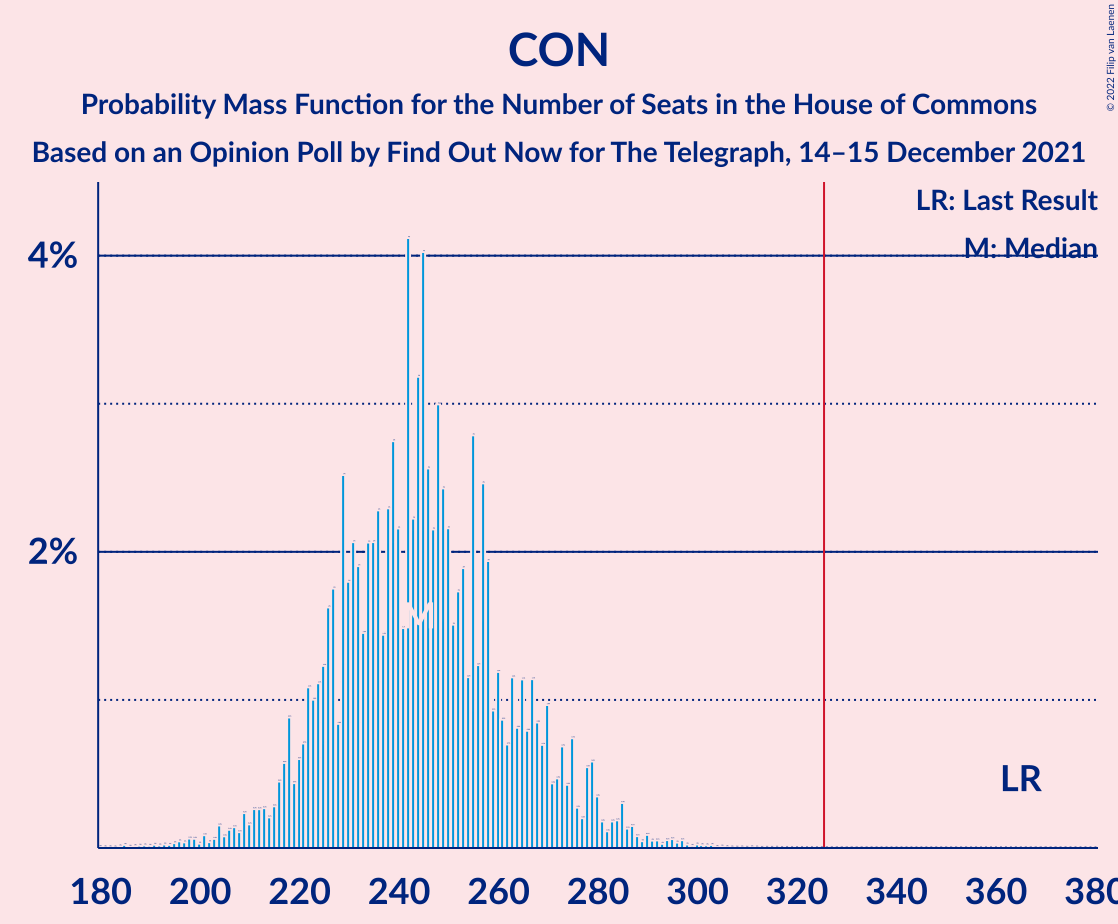 CON
Probability Mass Function for the Number of Seats in the House of Commons
Based on an Opinion Poll by Find Out Now for The Telegraph, 14–15 December 2021
© 2022 Filip van Laenen
LR: Last Result
M: Median
4%
2%
M
LR
180 200 220 240 260 280 300 320 340 360 380